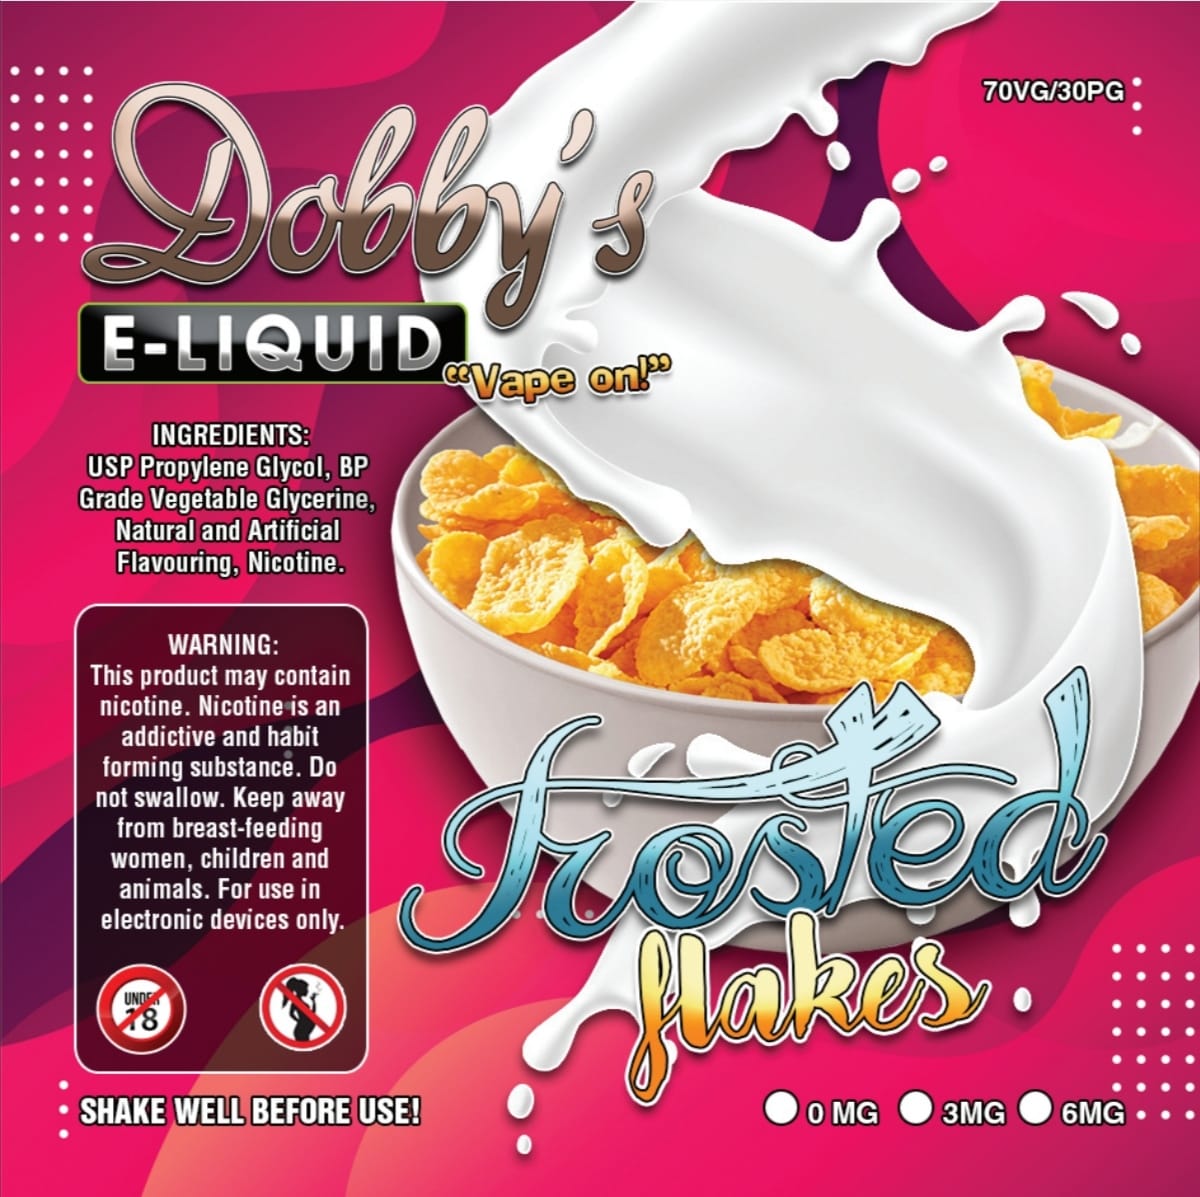 70VG/30PG
Dobby's
E-LIQUID
“Vape on!”
INGREDIENTS:
USP Propylene Glycol, BP
Grade Vegetable Glycerine,
Natural and Artificial
Flavouring, Nicotine.
WARNING:
This product may contain
nicotine. Nicotine is an
addictive and habit
forming substance. Do
not swallow. Keep away
from breast-feeding
women, children and
animals. For use in
electronic devices only.
UNDER
18
Frosted
flakes
SHAKE WELL BEFORE USE!
0 MG 3MG 6MG